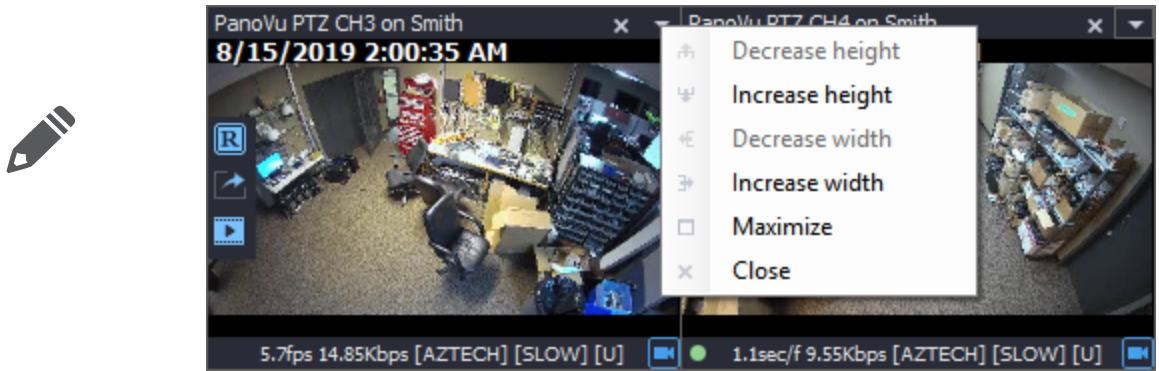 PanoVu PTZ CH3 on Smith
PanoVu PTZ CH4 on Smith
8/15/2019 2:00:35 AM
Decrease height
Increase height
Decrease width
Increase width
Maximize
Close
R
5.7fps 14.85Kbps [AZTECH] [SLOW] [U]
1.1sec/f 9.55Kbps [AZTECH] [SLOW] [U]